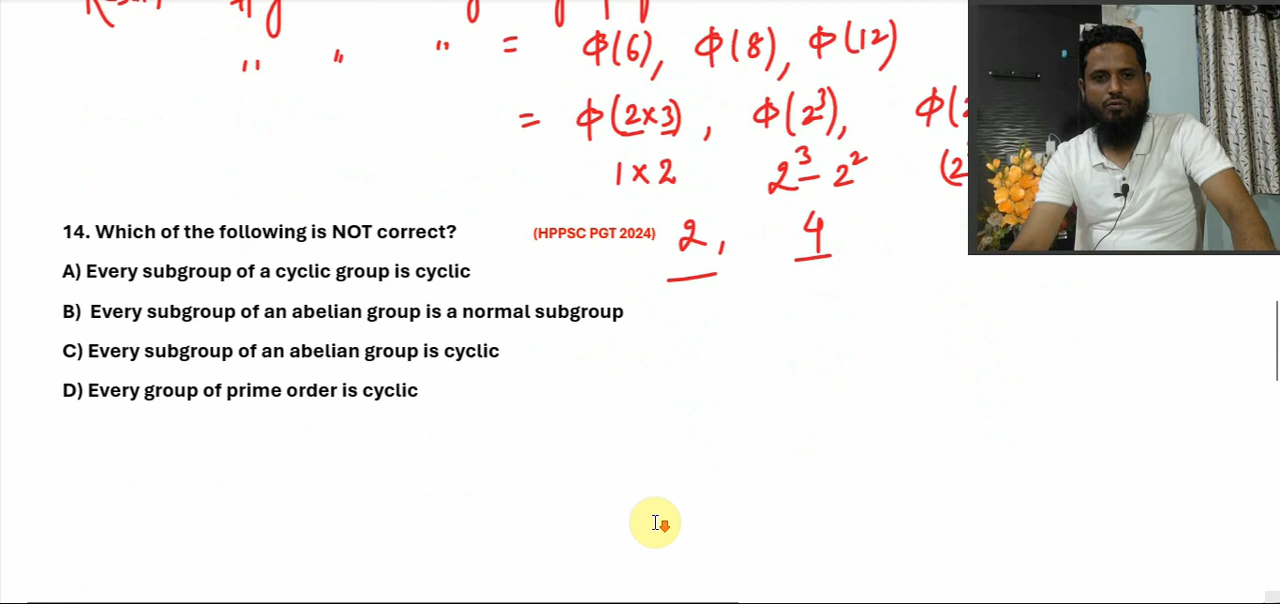 " " " = Φ(6), Φ(8), Φ(12)
= Φ(2×3), Φ(2³), Φ(2
1×2 2³-2² (2
2, 4
14. Which of the following is NOT correct? (HPPSC PGT 2024)
A) Every subgroup of a cyclic group is cyclic
B) Every subgroup of an abelian group is a normal subgroup
C) Every subgroup of an abelian group is cyclic
D) Every group of prime order is cyclic